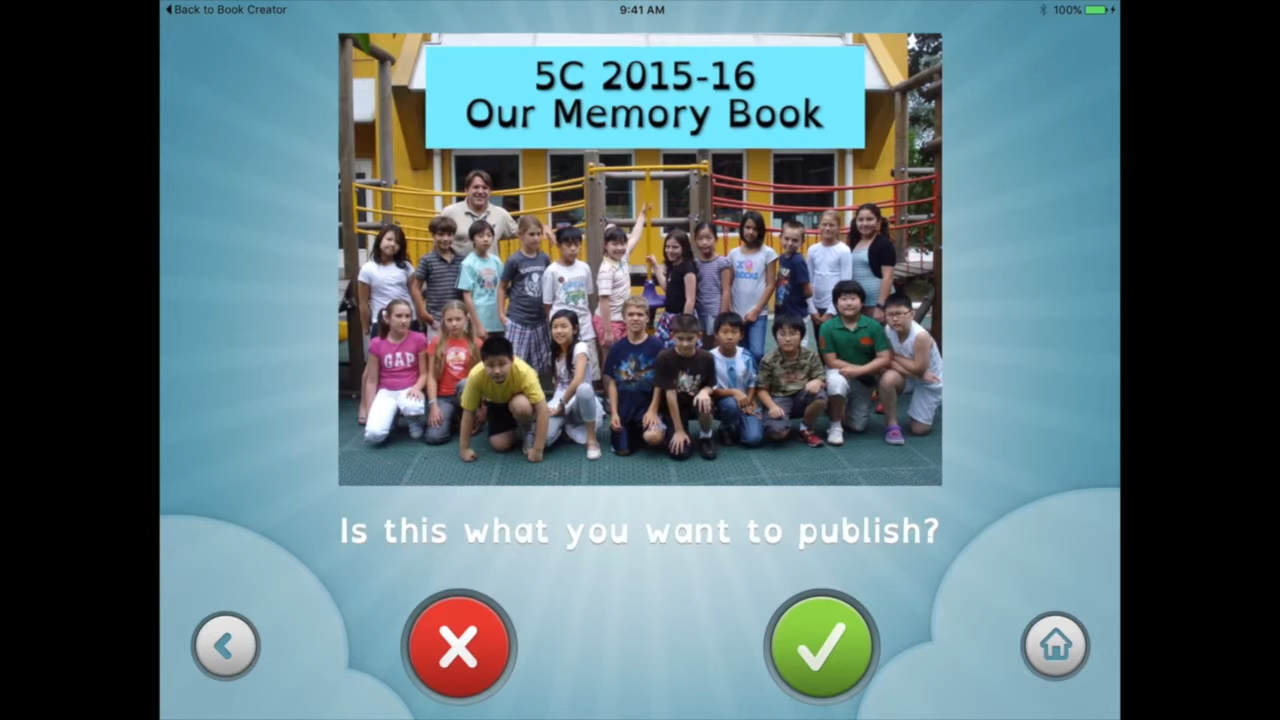 Back to Book Creator
9:41 AM
100%
5C 2015-16
Our Memory Book
GAP
Is this what you want to publish?